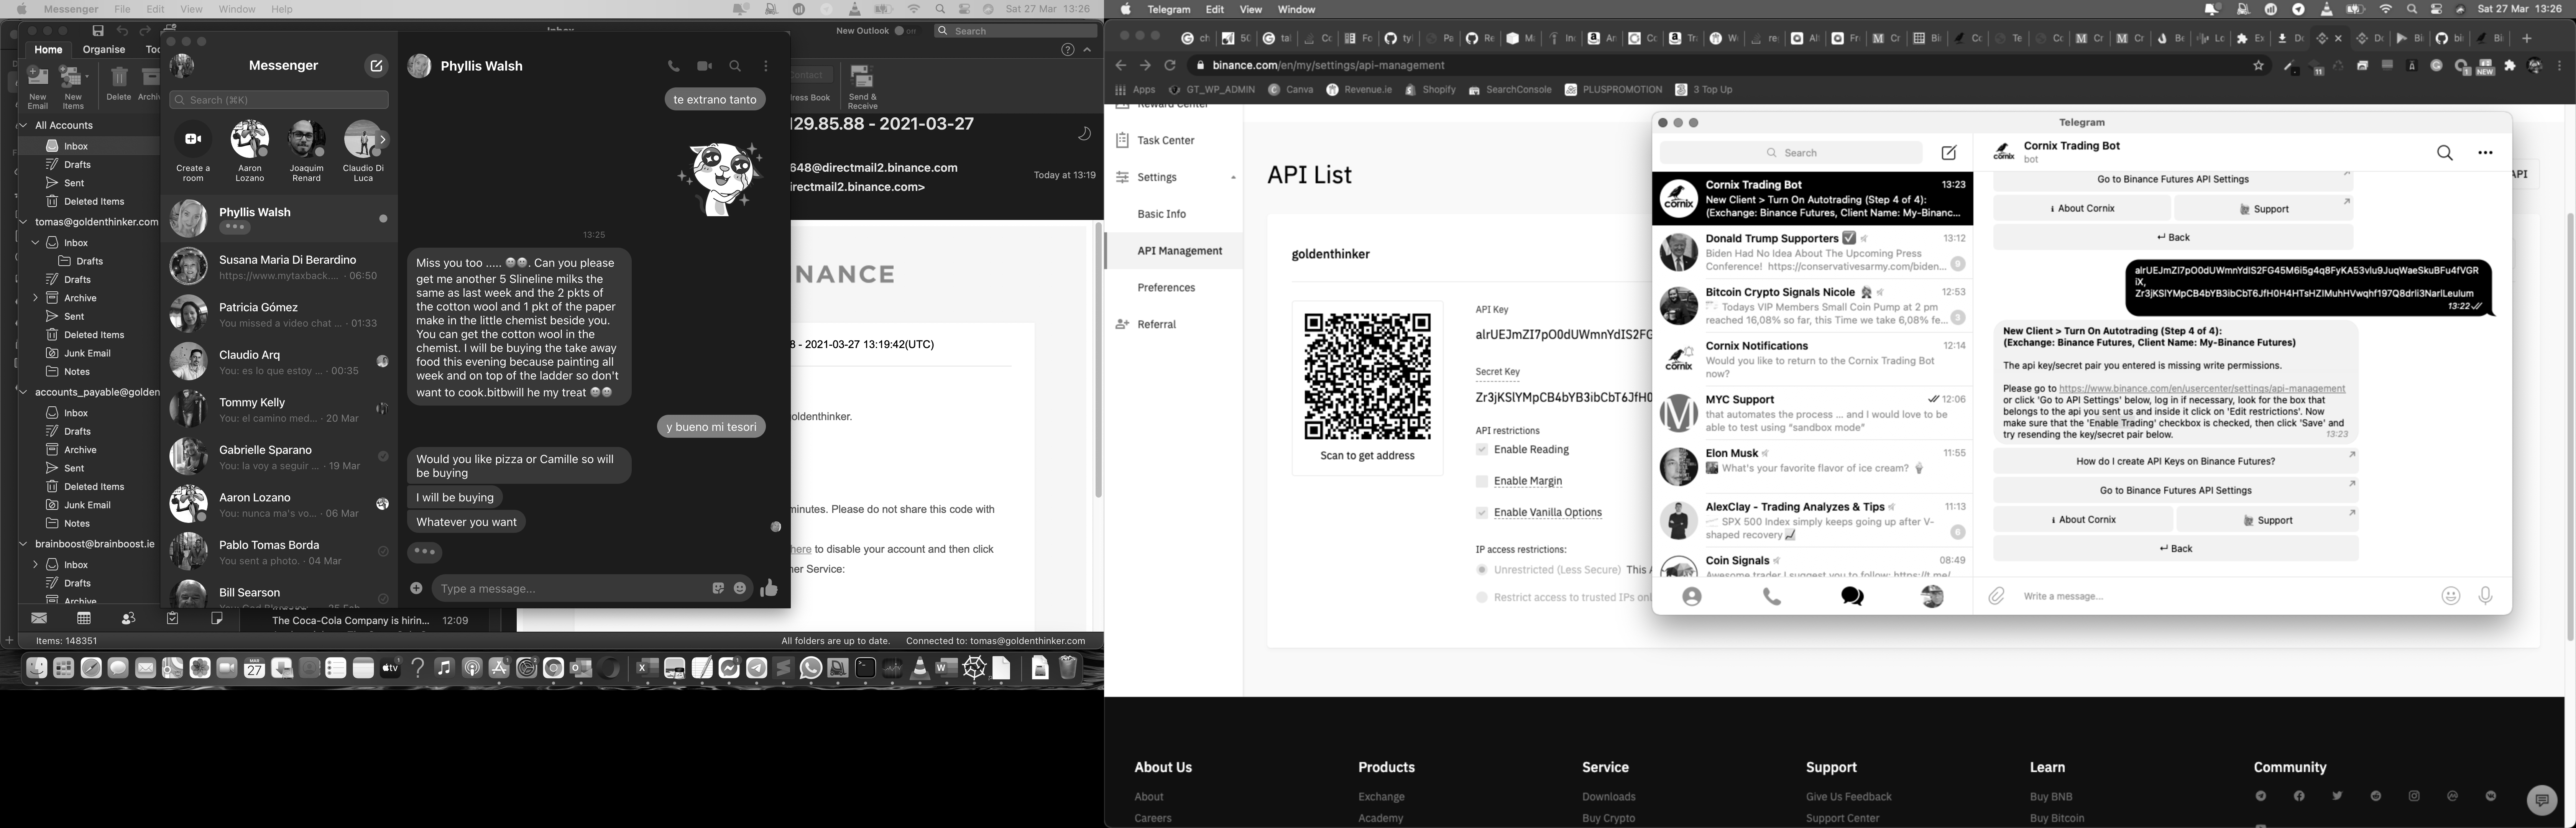 Messenger File Edit View Window Help
Sat 27 Mar 13:26
Inbox
New Outlook
Search
Home Organise
New Email
New Items
Delete
Send & Receive
All Accounts
Inbox
Drafts
Sent
Deleted Items
tomas@goldenthinker.com
Inbox
Drafts
Drafts
Archive
Sent
Deleted Items
Junk Email
Notes
accounts_payable@golden
Inbox
Drafts
Archive
Sent
Deleted Items
Junk Email
Notes
brainboost@brainboost.ie
Inbox
Drafts
Archive
Items: 148351
Messenger
Search (⌘K)
Create a room
Aaron Lozano
Joaquim Renard
Claudio Di Luca
Phyllis Walsh
Susana Maria Di Berardino
https://www.mytaxback.... · 06:50
Patricia Gómez
You missed a video chat ... · 01:33
Claudio Arq
You: es lo que estoy ... · 00:35
Tommy Kelly
You: el camino med... · 20 Mar
Gabrielle Sparano
You: la voy a seguir ... · 19 Mar
Aaron Lozano
You: nunca ma's vo... · 06 Mar
Pablo Tomas Borda
You sent a photo. · 04 Mar
Bill Searson
Phyllis Walsh
te extrano tanto
13:25
Miss you too ..... 😁😁. Can you please
get me another 5 Slineline milks the
same as last week and the 2 pkts of
the cotton wool and 1 pkt of the paper
make in the little chemist beside you.
You can get the cotton wool in the
chemist. I will be buying the take away
food this evening because painting all
week and on top of the ladder so don't
want to cook.bitbwill he my treat 😁😁
y bueno mi tesori
Would you like pizza or Camille so will
be buying
I will be buying
Whatever you want
Type a message...
129.85.88 - 2021-03-27
648@directmail2.binance.com
directmail2.binance.com>
Today at 13:19
NANCE
8 - 2021-03-27 13:19:42(UTC)
oldenthinker.
minutes. Please do not share this code with
here to disable your account and then click
er Service:
The Coca-Cola Company is hirin... 12:09
All folders are up to date. Connected to: tomas@goldenthinker.com
Telegram Edit View Window
Sat 27 Mar 13:26
binance.com/en/my/settings/api-management
Apps GT_WP_ADMIN Canva Revenue.ie Shopify SearchConsole PLUSPROMOTION 3 Top Up
Reward Center
Task Center
Settings
Basic Info
API Management
Preferences
Referral
API List
API
goldenthinker
Scan to get address
API Key
alrUEJmZI7pO0dUWmnYdIS2FG
Secret Key
Zr3jKSlYMpCB4bYB3ibCbT6JfH0
API restrictions
Enable Reading
Enable Margin
Enable Vanilla Options
IP access restrictions:
Unrestricted (Less Secure) This A
Restrict access to trusted IPs onl
Telegram
Search
Cornix Trading Bot 13:23
New Client > Turn On Autotrading (Step 4 of 4):
(Exchange: Binance Futures, Client Name: My-Binanc...
Donald Trump Supporters 13:12
Biden Had No Idea About The Upcoming Press
Conference! https://conservativesarmy.com/biden...
9
Bitcoin Crypto Signals Nicole 12:53
Todays VIP Members Small Coin Pump at 2 pm
reached 16,08% so far, this Time we take 6,08% fe...
3
Cornix Notifications 12:14
Would you like to return to the Cornix Trading Bot
now?
MYC Support 12:06
that automates the process ... and I would love to be
able to test using "sandbox mode"
Elon Musk 11:55
What's your favorite flavor of ice cream? 🍦
AlexClay - Trading Analyzes & Tips 11:13
SPX 500 Index simply keeps going up after V-
shaped recovery
6
Coin Signals 08:49
Awesome trader I suggest you to follow: https://t.me/
Cornix Trading Bot
bot
Go to Binance Futures API Settings
ℹ About Cornix
Support
↩ Back
alrUEJmZI7pO0dUWmnYdIS2FG45M6i5g4q8FyKA53vlu9JuqWaeSkuBFu4fVGR
iX,
Zr3jKSlYMpCB4bYB3ibCbT6JfH0H4HTsHZIMuhHVwqhf197Q8drli3NarlLeulum
13:22
New Client > Turn On Autotrading (Step 4 of 4):
(Exchange: Binance Futures, Client Name: My-Binance Futures)
The api key/secret pair you entered is missing write permissions.
Please go to https://www.binance.com/en/usercenter/settings/api-management
or click 'Go to API Settings' below, log in if necessary, look for the box that
belongs to the api you sent us and inside it click on 'Edit restrictions'. Now
make sure that the 'Enable Trading' checkbox is checked, then click 'Save' and
try resending the key/secret pair below.
13:23
How do I create API Keys on Binance Futures?
Go to Binance Futures API Settings
ℹ About Cornix
Support
↩ Back
Write a message...
About Us Products Service Support Learn Community
About Exchange Downloads Give Us Feedback Buy BNB
Careers Academy Buy Crypto Support Center Buy Bitcoin